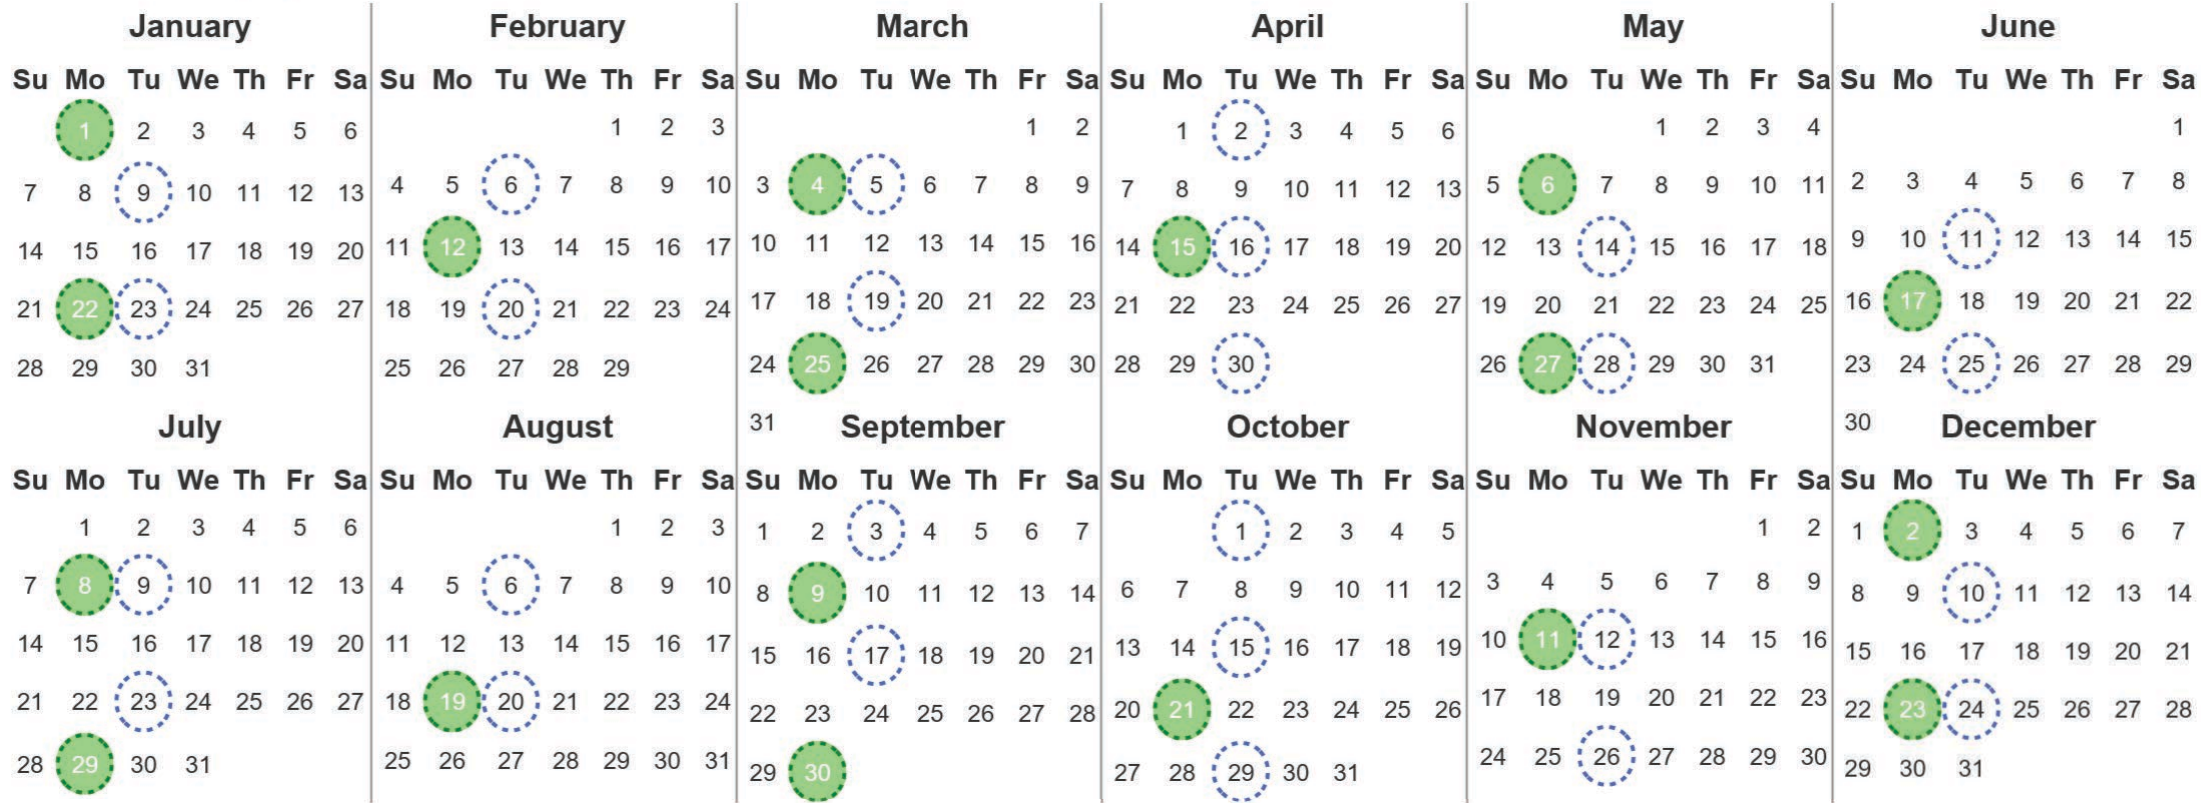 January February March April May June
Su Mo Tu We Th Fr Sa Su Mo Tu We Th Fr Sa Su Mo Tu We Th Fr Sa Su Mo Tu We Th Fr Sa Su Mo Tu We Th Fr Sa Su Mo Tu We Th Fr Sa
1 2 3 4 5 6 1 2 3 1 2 1 2 3 4 5 6 1 2 3 4 1
7 8 9 10 11 12 13 4 5 6 7 8 9 10 3 4 5 6 7 8 9 7 8 9 10 11 12 13 5 6 7 8 9 10 11 2 3 4 5 6 7 8
14 15 16 17 18 19 20 11 12 13 14 15 16 17 10 11 12 13 14 15 16 14 15 16 17 18 19 20 12 13 14 15 16 17 18 9 10 11 12 13 14 15
21 22 23 24 25 26 27 18 19 20 21 22 23 24 17 18 19 20 21 22 23 21 22 23 24 25 26 27 19 20 21 22 23 24 25 16 17 18 19 20 21 22
28 29 30 31 25 26 27 28 29 24 25 26 27 28 29 30 28 29 30 26 27 28 29 30 31 23 24 25 26 27 28 29
31 30
July August September October November December
Su Mo Tu We Th Fr Sa Su Mo Tu We Th Fr Sa Su Mo Tu We Th Fr Sa Su Mo Tu We Th Fr Sa Su Mo Tu We Th Fr Sa Su Mo Tu We Th Fr Sa
1 2 3 4 5 6 1 2 3 1 2 3 4 5 6 7 1 2 3 4 5 1 2 1 2 3 4 5 6 7
7 8 9 10 11 12 13 4 5 6 7 8 9 10 8 9 10 11 12 13 14 6 7 8 9 10 11 12 3 4 5 6 7 8 9 8 9 10 11 12 13 14
14 15 16 17 18 19 20 11 12 13 14 15 16 17 15 16 17 18 19 20 21 13 14 15 16 17 18 19 10 11 12 13 14 15 16 15 16 17 18 19 20 21
21 22 23 24 25 26 27 18 19 20 21 22 23 24 22 23 24 25 26 27 28 20 21 22 23 24 25 26 17 18 19 20 21 22 23 22 23 24 25 26 27 28
28 29 30 31 25 26 27 28 29 30 31 29 30 27 28 29 30 31 24 25 26 27 28 29 30 29 30 31